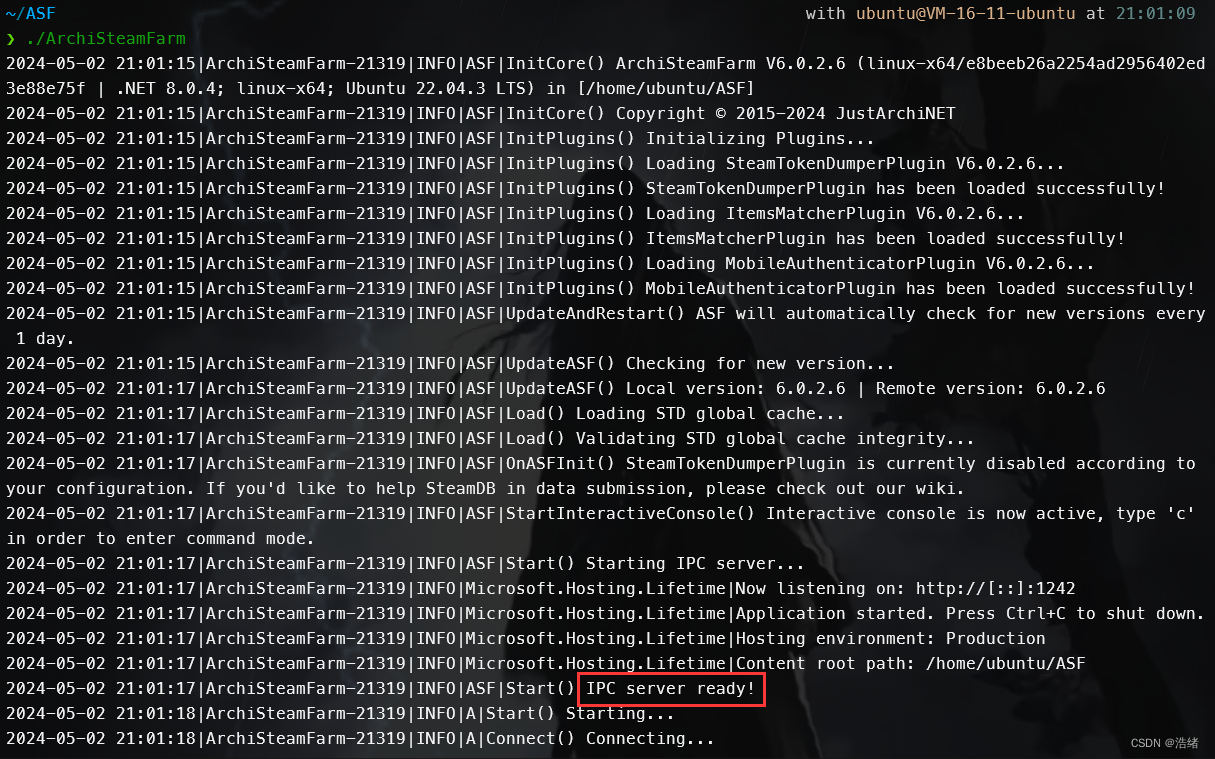 ~/ASF with ubuntu@VM-16-11-ubuntu at 21:01:09
❯ ./ArchiSteamFarm
2024-05-02 21:01:15|ArchiSteamFarm-21319|INFO|ASF|InitCore() ArchiSteamFarm V6.0.2.6 (linux-x64/e8beeb26a2254ad2956402ed
3e88e75f | .NET 8.0.4; linux-x64; Ubuntu 22.04.3 LTS) in [/home/ubuntu/ASF]
2024-05-02 21:01:15|ArchiSteamFarm-21319|INFO|ASF|InitCore() Copyright © 2015-2024 JustArchiNET
2024-05-02 21:01:15|ArchiSteamFarm-21319|INFO|ASF|InitPlugins() Initializing Plugins...
2024-05-02 21:01:15|ArchiSteamFarm-21319|INFO|ASF|InitPlugins() Loading SteamTokenDumperPlugin V6.0.2.6...
2024-05-02 21:01:15|ArchiSteamFarm-21319|INFO|ASF|InitPlugins() SteamTokenDumperPlugin has been loaded successfully!
2024-05-02 21:01:15|ArchiSteamFarm-21319|INFO|ASF|InitPlugins() Loading ItemsMatcherPlugin V6.0.2.6...
2024-05-02 21:01:15|ArchiSteamFarm-21319|INFO|ASF|InitPlugins() ItemsMatcherPlugin has been loaded successfully!
2024-05-02 21:01:15|ArchiSteamFarm-21319|INFO|ASF|InitPlugins() Loading MobileAuthenticatorPlugin V6.0.2.6...
2024-05-02 21:01:15|ArchiSteamFarm-21319|INFO|ASF|InitPlugins() MobileAuthenticatorPlugin has been loaded successfully!
2024-05-02 21:01:15|ArchiSteamFarm-21319|INFO|ASF|UpdateAndRestart() ASF will automatically check for new versions every
1 day.
2024-05-02 21:01:15|ArchiSteamFarm-21319|INFO|ASF|UpdateASF() Checking for new version...
2024-05-02 21:01:17|ArchiSteamFarm-21319|INFO|ASF|UpdateASF() Local version: 6.0.2.6 | Remote version: 6.0.2.6
2024-05-02 21:01:17|ArchiSteamFarm-21319|INFO|ASF|Load() Loading STD global cache...
2024-05-02 21:01:17|ArchiSteamFarm-21319|INFO|ASF|Load() Validating STD global cache integrity...
2024-05-02 21:01:17|ArchiSteamFarm-21319|INFO|ASF|OnASFInit() SteamTokenDumperPlugin is currently disabled according to
your configuration. If you'd like to help SteamDB in data submission, please check out our wiki.
2024-05-02 21:01:17|ArchiSteamFarm-21319|INFO|ASF|StartInteractiveConsole() Interactive console is now active, type 'c'
in order to enter command mode.
2024-05-02 21:01:17|ArchiSteamFarm-21319|INFO|ASF|Start() Starting IPC server...
2024-05-02 21:01:17|ArchiSteamFarm-21319|INFO|Microsoft.Hosting.Lifetime|Now listening on: http://[::]:1242
2024-05-02 21:01:17|ArchiSteamFarm-21319|INFO|Microsoft.Hosting.Lifetime|Application started. Press Ctrl+C to shut down.
2024-05-02 21:01:17|ArchiSteamFarm-21319|INFO|Microsoft.Hosting.Lifetime|Hosting environment: Production
2024-05-02 21:01:17|ArchiSteamFarm-21319|INFO|Microsoft.Hosting.Lifetime|Content root path: /home/ubuntu/ASF
2024-05-02 21:01:17|ArchiSteamFarm-21319|INFO|ASF|Start() IPC server ready!
2024-05-02 21:01:18|ArchiSteamFarm-21319|INFO|A|Start() Starting...
2024-05-02 21:01:18|ArchiSteamFarm-21319|INFO|A|Connect() Connecting...
CSDN @浩绪